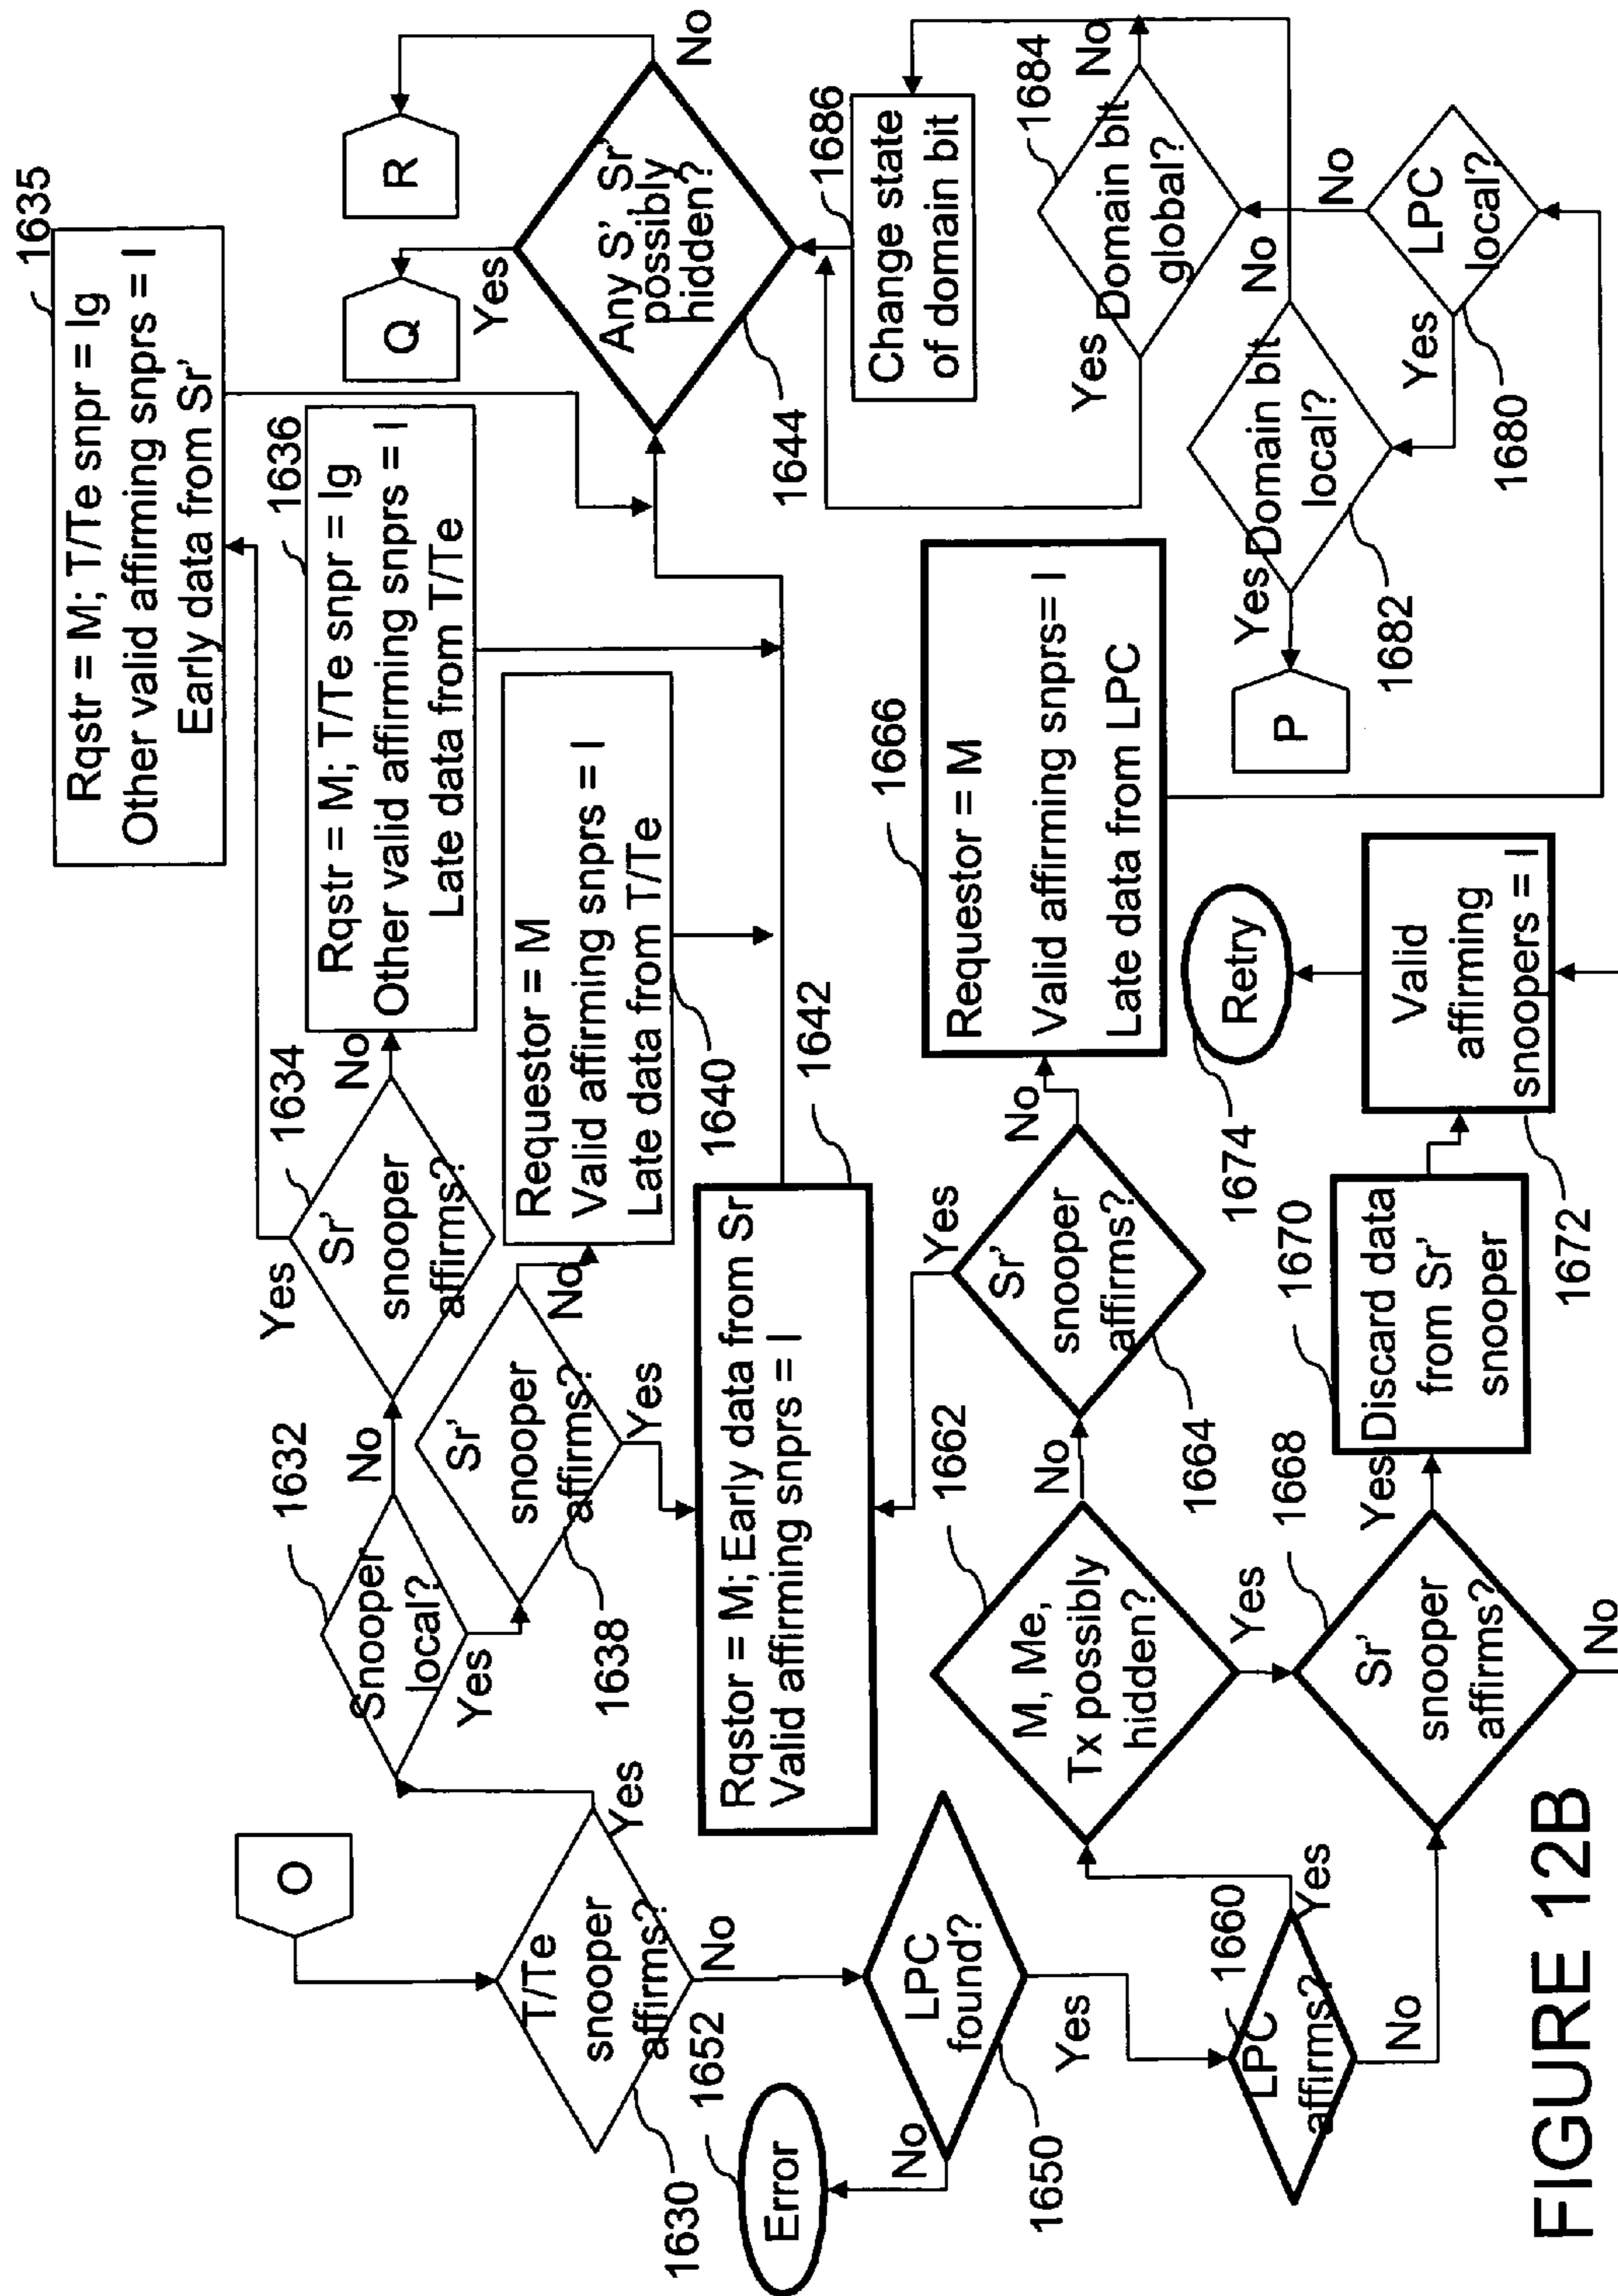 O
T/Te
snooper
affirms?
1630
Yes
No
Snooper
local?
1632
No
Yes
Sr'
snooper
affirms?
1634
Yes
No
Rqstr = M; T/Te snpr = Ig
Other valid affirming snprs = I
Early data from Sr'
1635
Rqstr = M; T/Te snpr = Ig
Other valid affirming snprs = I
Late data from T/Te
1636
Sr'
snooper
affirms?
1638
No
Yes
Requestor = M
Valid affirming snprs = I
Late data from T/Te
1640
Rqstor = M; Early data from Sr
Valid affirming snprs = I
1642
Any S' Sr'
possibly
hidden?
1644
Yes
No
Q
R
LPC
found?
1650
No
Yes
Error
1652
LPC
affirms?
1660
Yes
No
M, Me,
Tx possibly
hidden?
1662
No
Yes
Sr'
snooper
affirms?
1664
Yes
No
Requestor = M
Valid affirming snprs= I
Late data from LPC
1666
Sr'
snooper
affirms?
1668
Yes
No
Discard data
from Sr'
snooper
1670
Valid
affirming
snoopers = I
1672
Retry
1674
LPC
local?
1680
Yes
No
Domain bit
local?
1682
Yes
No
P
Domain bit
global?
1684
Yes
No
Change state
of domain bit
1686
FIGURE 12B